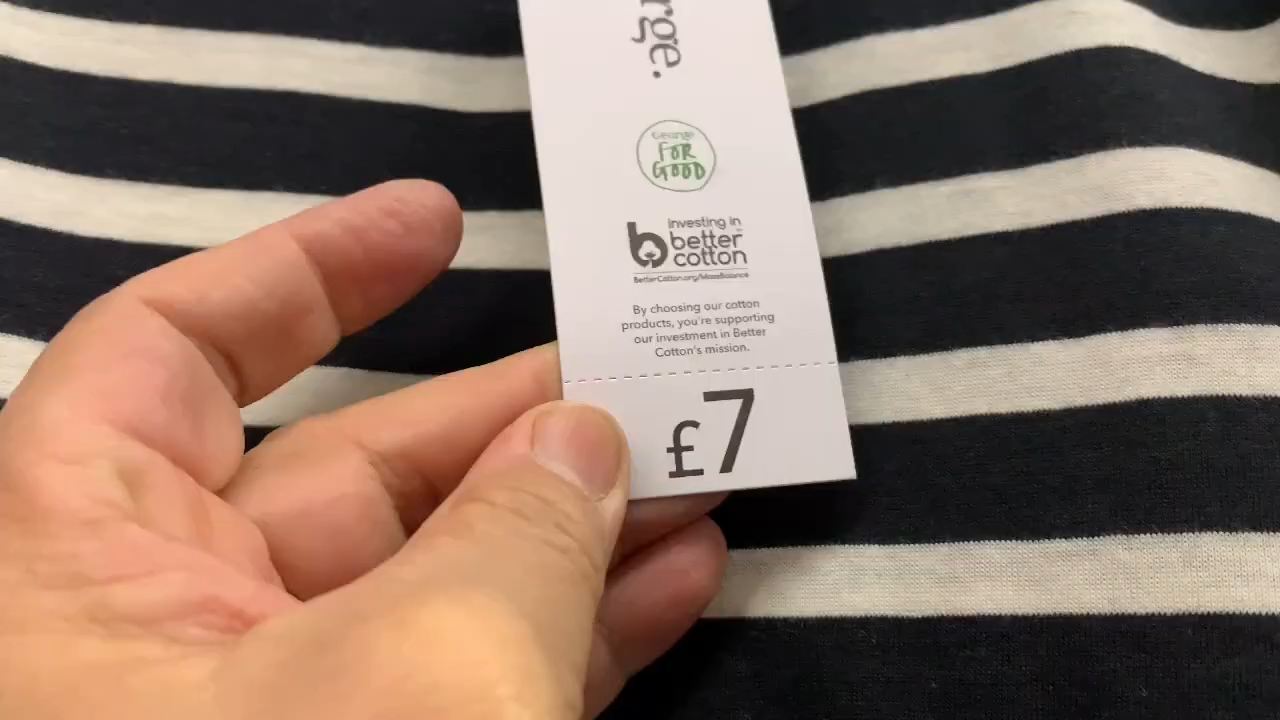 rge.
George
FOR
GOOD
investing in
better
cotton
BetterCotton.org/MassBalance
By choosing our cotton
products, you're supporting
our investment in Better
Cotton's mission.
£7